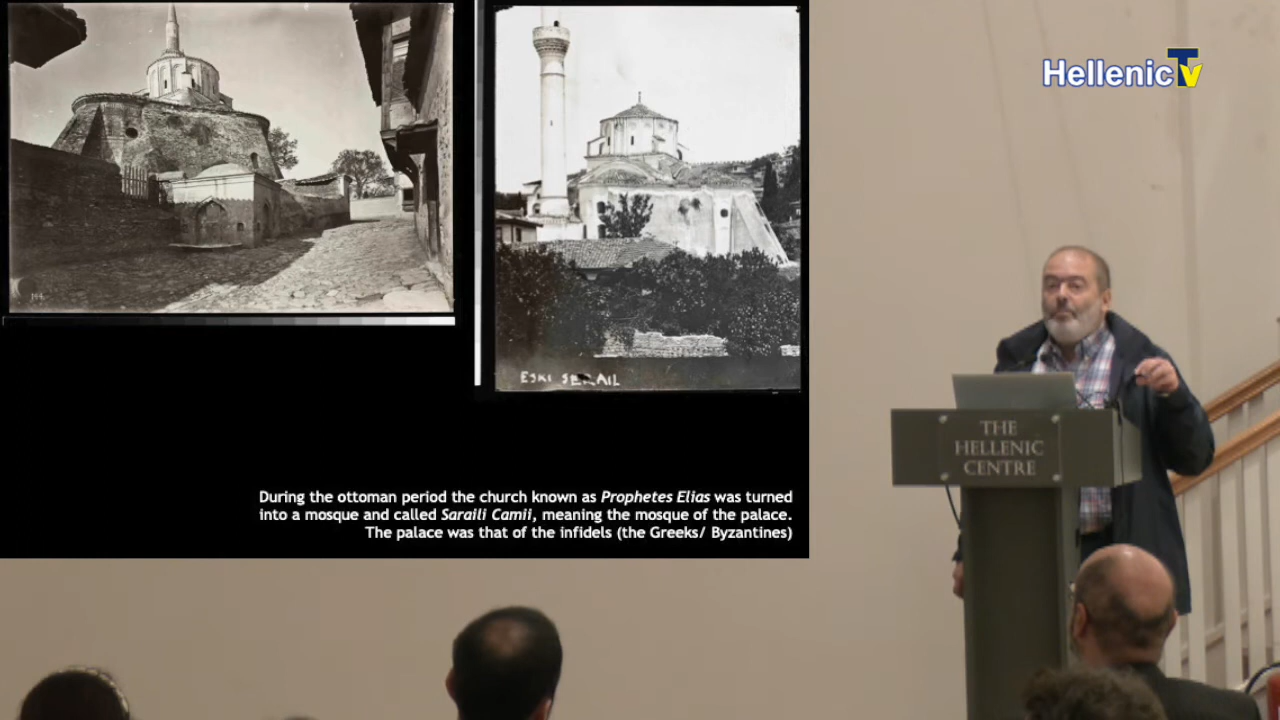 HellenicTv
ESKI SERAIL
During the ottoman period the church known as Prophetes Elias was turned
into a mosque and called Saraili Camii, meaning the mosque of the palace.
The palace was that of the infidels (the Greeks/ Byzantines)
THE
HELLENIC
CENTRE